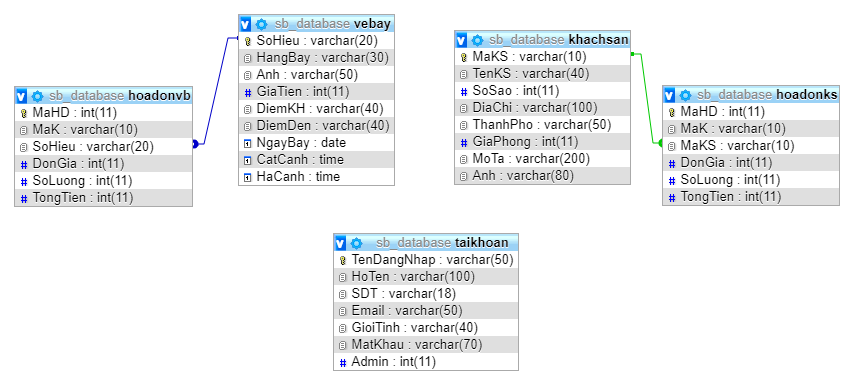 sb_database hoadonvb
MaHD : int(11)
MaK : varchar(10)
SoHieu : varchar(20)
DonGia : int(11)
SoLuong : int(11)
TongTien : int(11)
sb_database vebay
SoHieu : varchar(20)
HangBay : varchar(30)
Anh : varchar(50)
GiaTien : int(11)
DiemKH : varchar(40)
DiemDen : varchar(40)
NgayBay : date
CatCanh : time
HaCanh : time
sb_database khachsan
MaKS : varchar(10)
TenKS : varchar(40)
SoSao : int(11)
DiaChi : varchar(100)
ThanhPho : varchar(50)
GiaPhong : int(11)
MoTa : varchar(200)
Anh : varchar(80)
sb_database hoadonks
MaHD : int(11)
MaK : varchar(10)
MaKS : varchar(10)
DonGia : int(11)
SoLuong : int(11)
TongTien : int(11)
sb_database taikhoan
TenDangNhap : varchar(50)
HoTen : varchar(100)
SDT : varchar(18)
Email : varchar(50)
GioiTinh : varchar(40)
MatKhau : varchar(70)
Admin : int(11)